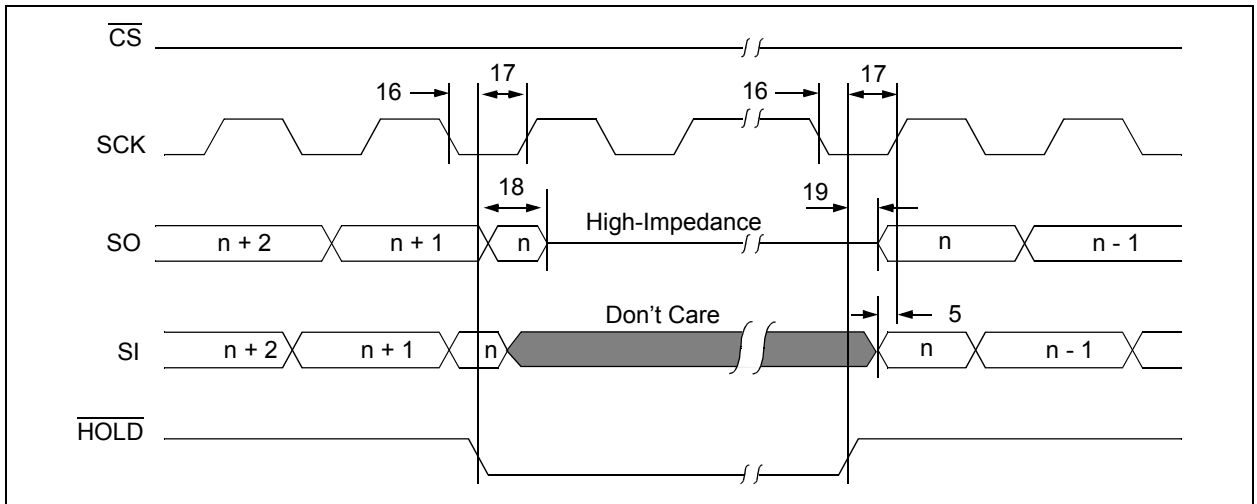 CS
16
17
16
17
SCK
18
19
High-Impedance
SO
n + 2
n + 1
n
n
n - 1
Don't Care
5
SI
n + 2
n + 1
n
n
n - 1
HOLD